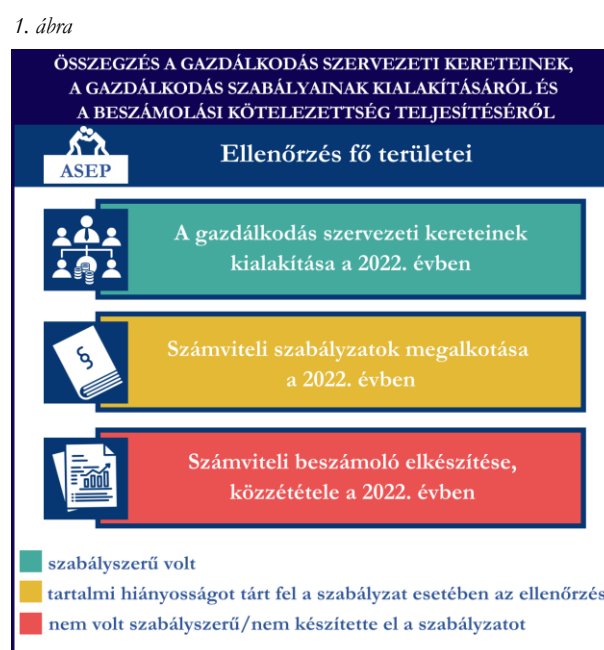 1. ábra
ÖSSZEGZÉS A GAZDÁLKODÁS SZERVEZETI KERETEINEK,
A GAZDÁLKODÁS SZABÁLYAINAK KIALAKÍTÁSÁRÓL ÉS
A BESZÁMOLÁSI KÖTELEZETTSÉG TELJESÍTÉSÉRŐL
ASEP
Ellenőrzés fő területei
A gazdálkodás szervezeti kereteinek
kialakítása a 2022. évben
§
Számviteli szabályzatok megalkotása
a 2022. évben
Számviteli beszámoló elkészítése,
közzététele a 2022. évben
szabályszerű volt
tartalmi hiányosságot tárt fel a szabályzat esetében az ellenőrzés
nem volt szabályszerű/nem készítette el a szabályzatot